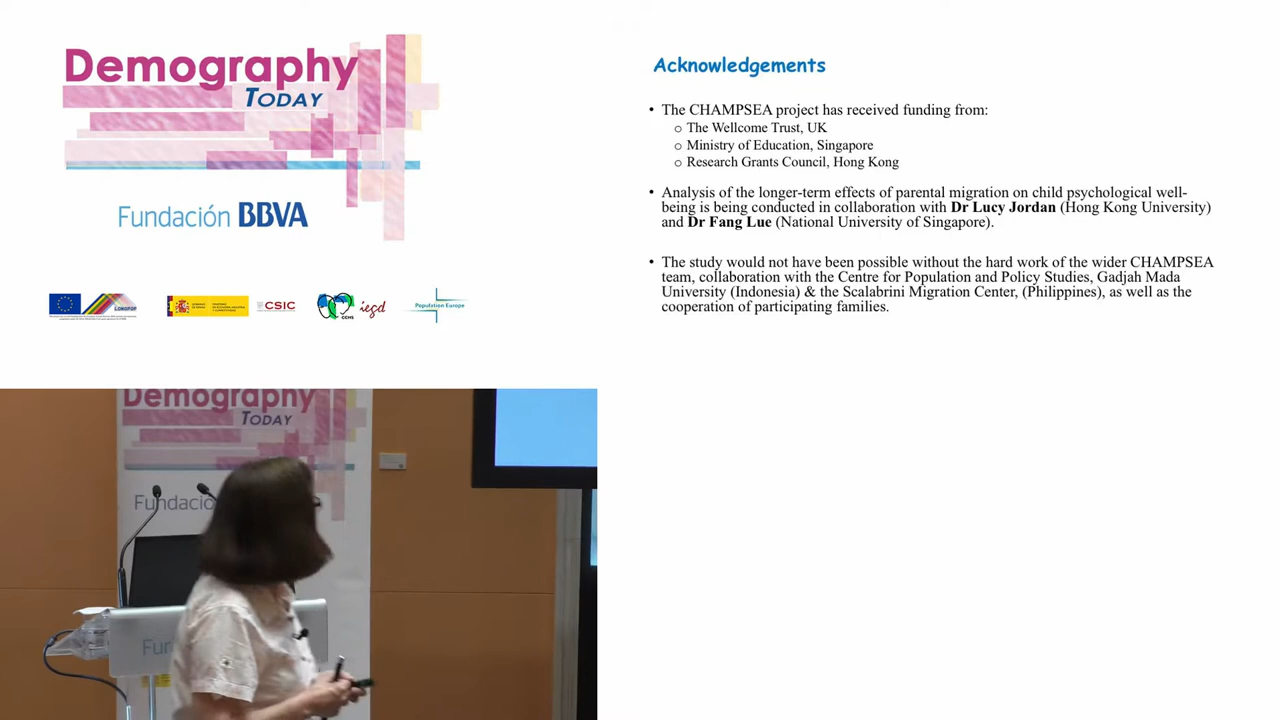 Demography
TODAY
Fundación BBVA
LONGPOP
CSIC
CCHS
iegd
Population Europe
Acknowledgements
• The CHAMPSEA project has received funding from:
o The Wellcome Trust, UK
o Ministry of Education, Singapore
o Research Grants Council, Hong Kong
• Analysis of the longer-term effects of parental migration on child psychological well-
being is being conducted in collaboration with Dr Lucy Jordan (Hong Kong University)
and Dr Fang Lue (National University of Singapore).
• The study would not have been possible without the hard work of the wider CHAMPSEA
team, collaboration with the Centre for Population and Policy Studies, Gadjah Mada
University (Indonesia) & the Scalabrini Migration Center, (Philippines), as well as the
cooperation of participating families.
Demography
TODAY
Fundacio
Fun